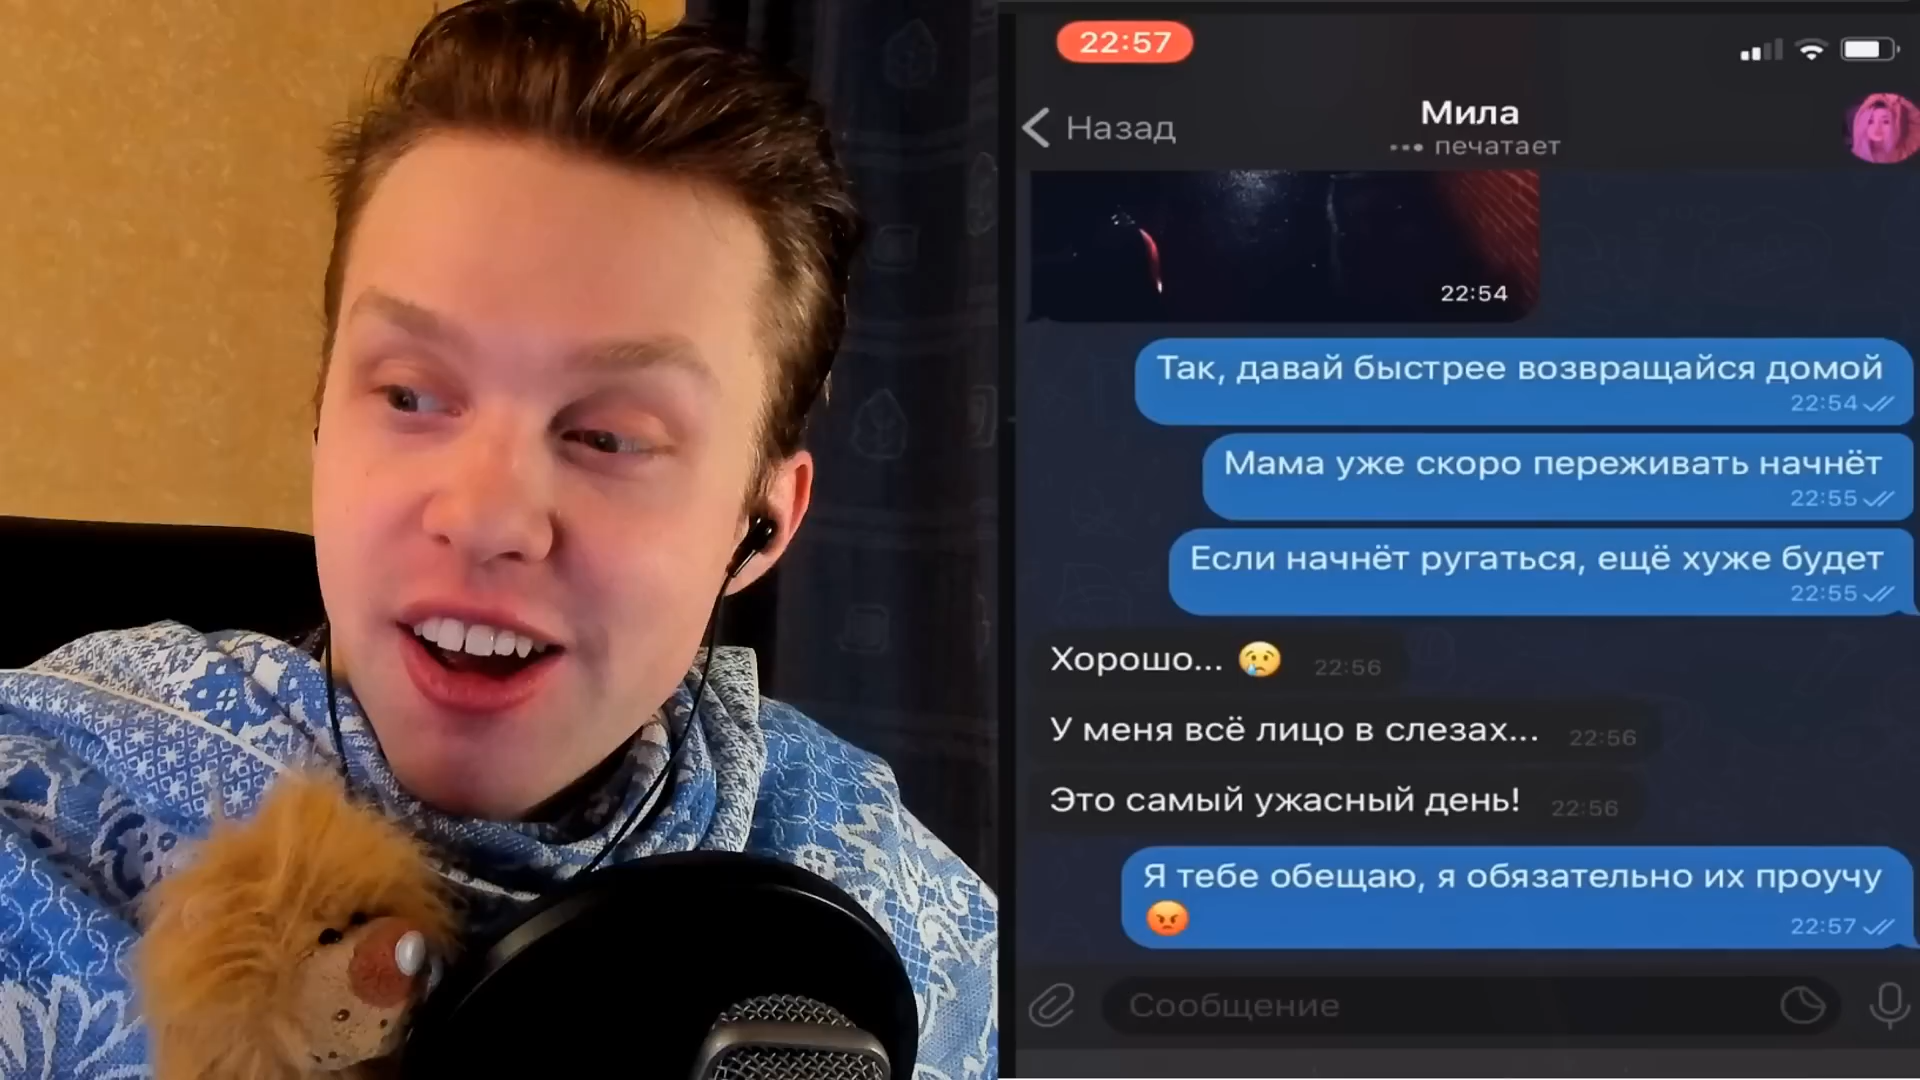 22:57
Назад
Мила
••• печатает
22:54
Так, давай быстрее возвращайся домой
22:54
Мама уже скоро переживать начнёт
22:55
Если начнёт ругаться, ещё хуже будет
22:55
Хорошо... 😢 22:56
У меня всё лицо в слезах... 22:56
Это самый ужасный день! 22:56
Я тебе обещаю, я обязательно их проучу
😡
22:57
Сообщение